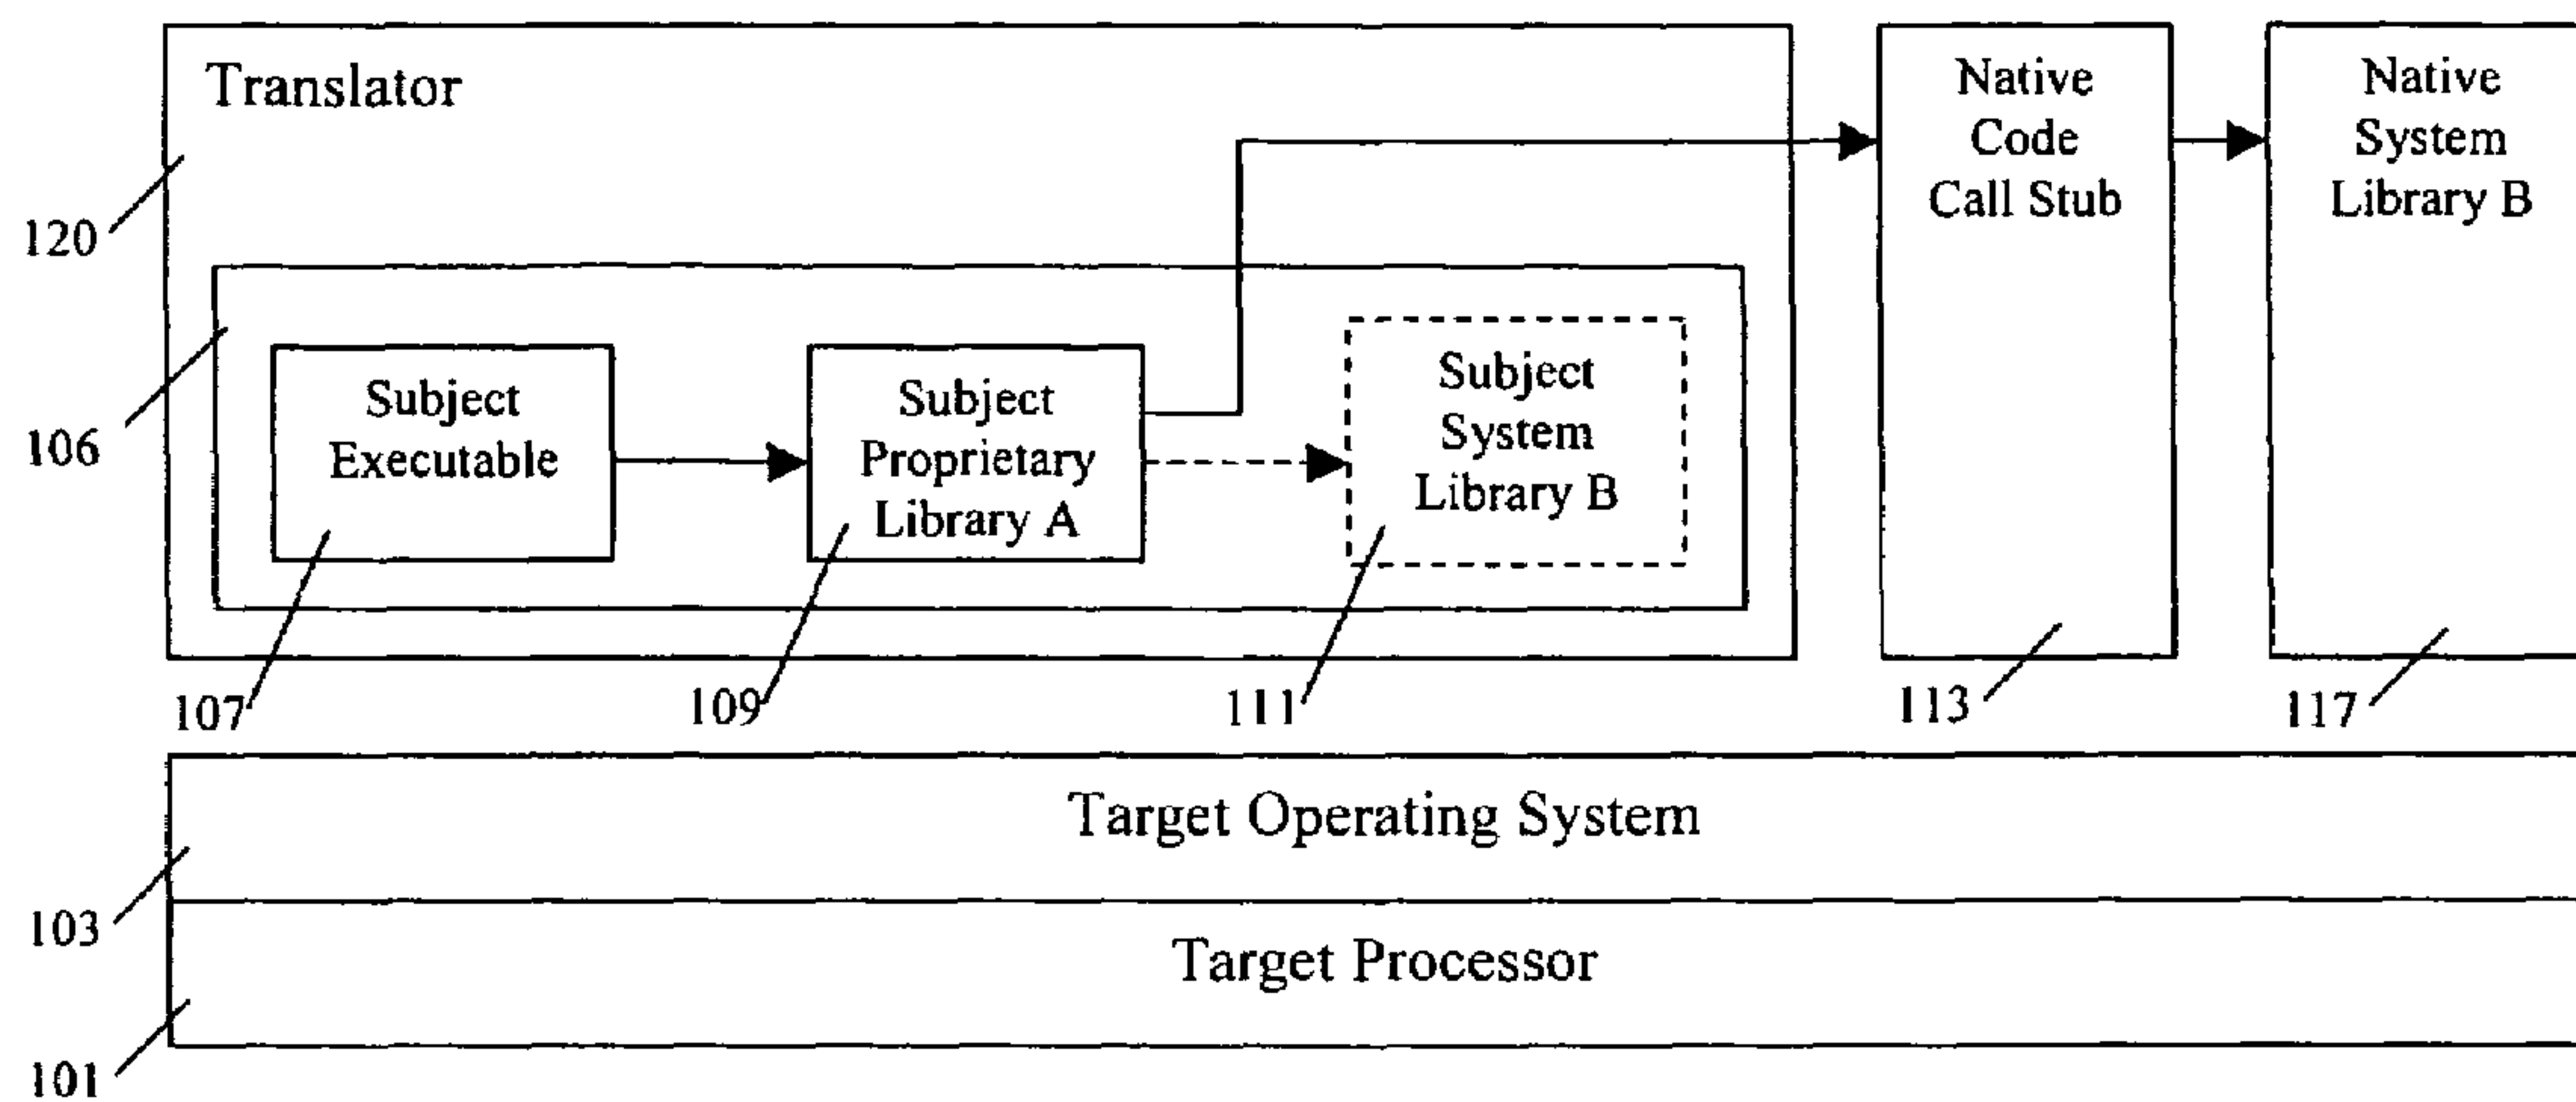 Translator
Native
Code
Call Stub
Native
System
Library B
120
106
Subject
Executable
Subject
Proprietary
Library A
Subject
System
Library B
107
109
111
113
117
Target Operating System
103
Target Processor
101